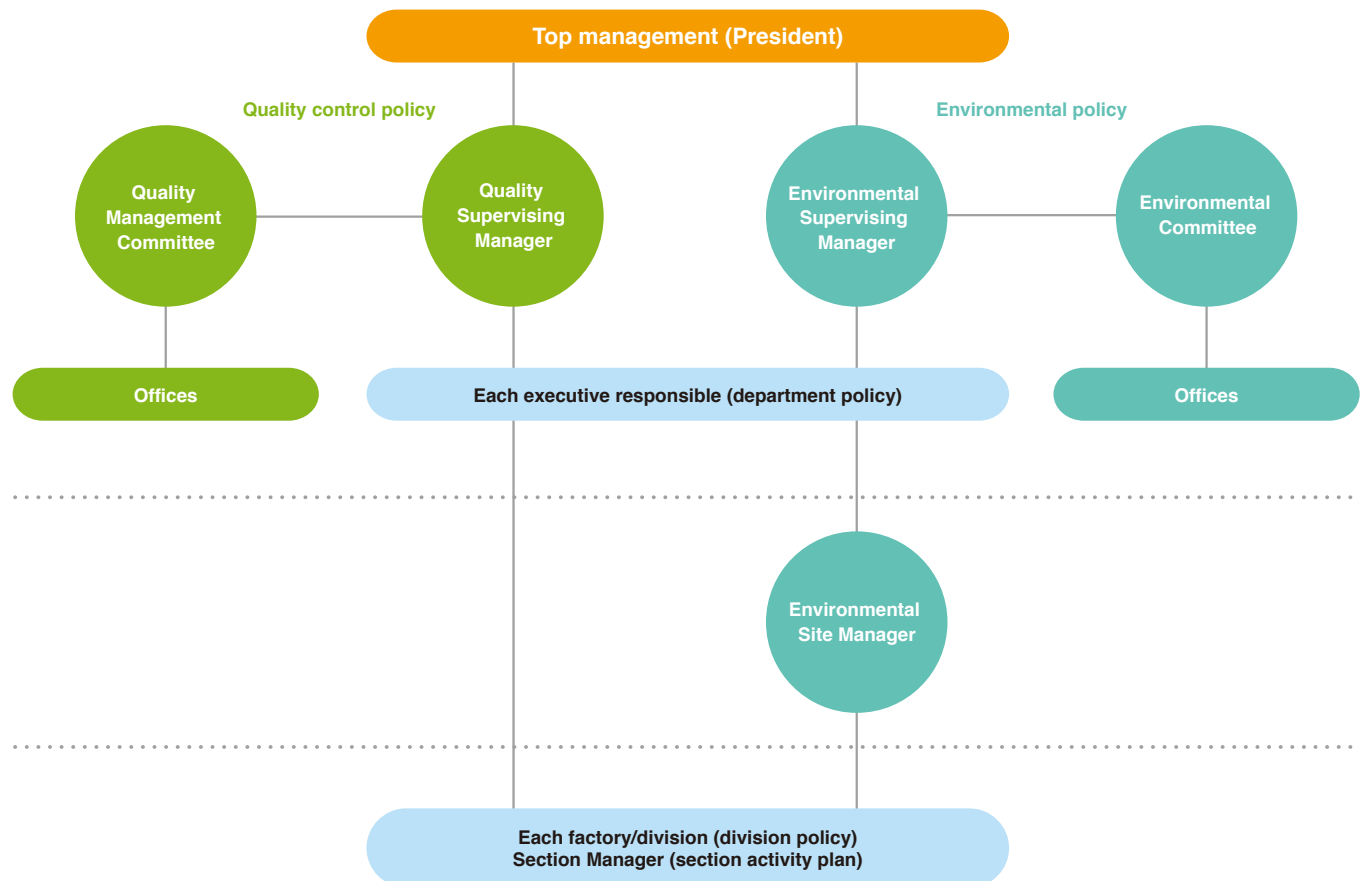 Top management (President)
Quality control policy
Environmental policy
Quality
Management
Committee
Quality
Supervising
Manager
Environmental
Supervising
Manager
Environmental
Committee
Offices
Each executive responsible (department policy)
Offices
Environmental
Site Manager
Each factory/division (division policy)
Section Manager (section activity plan)